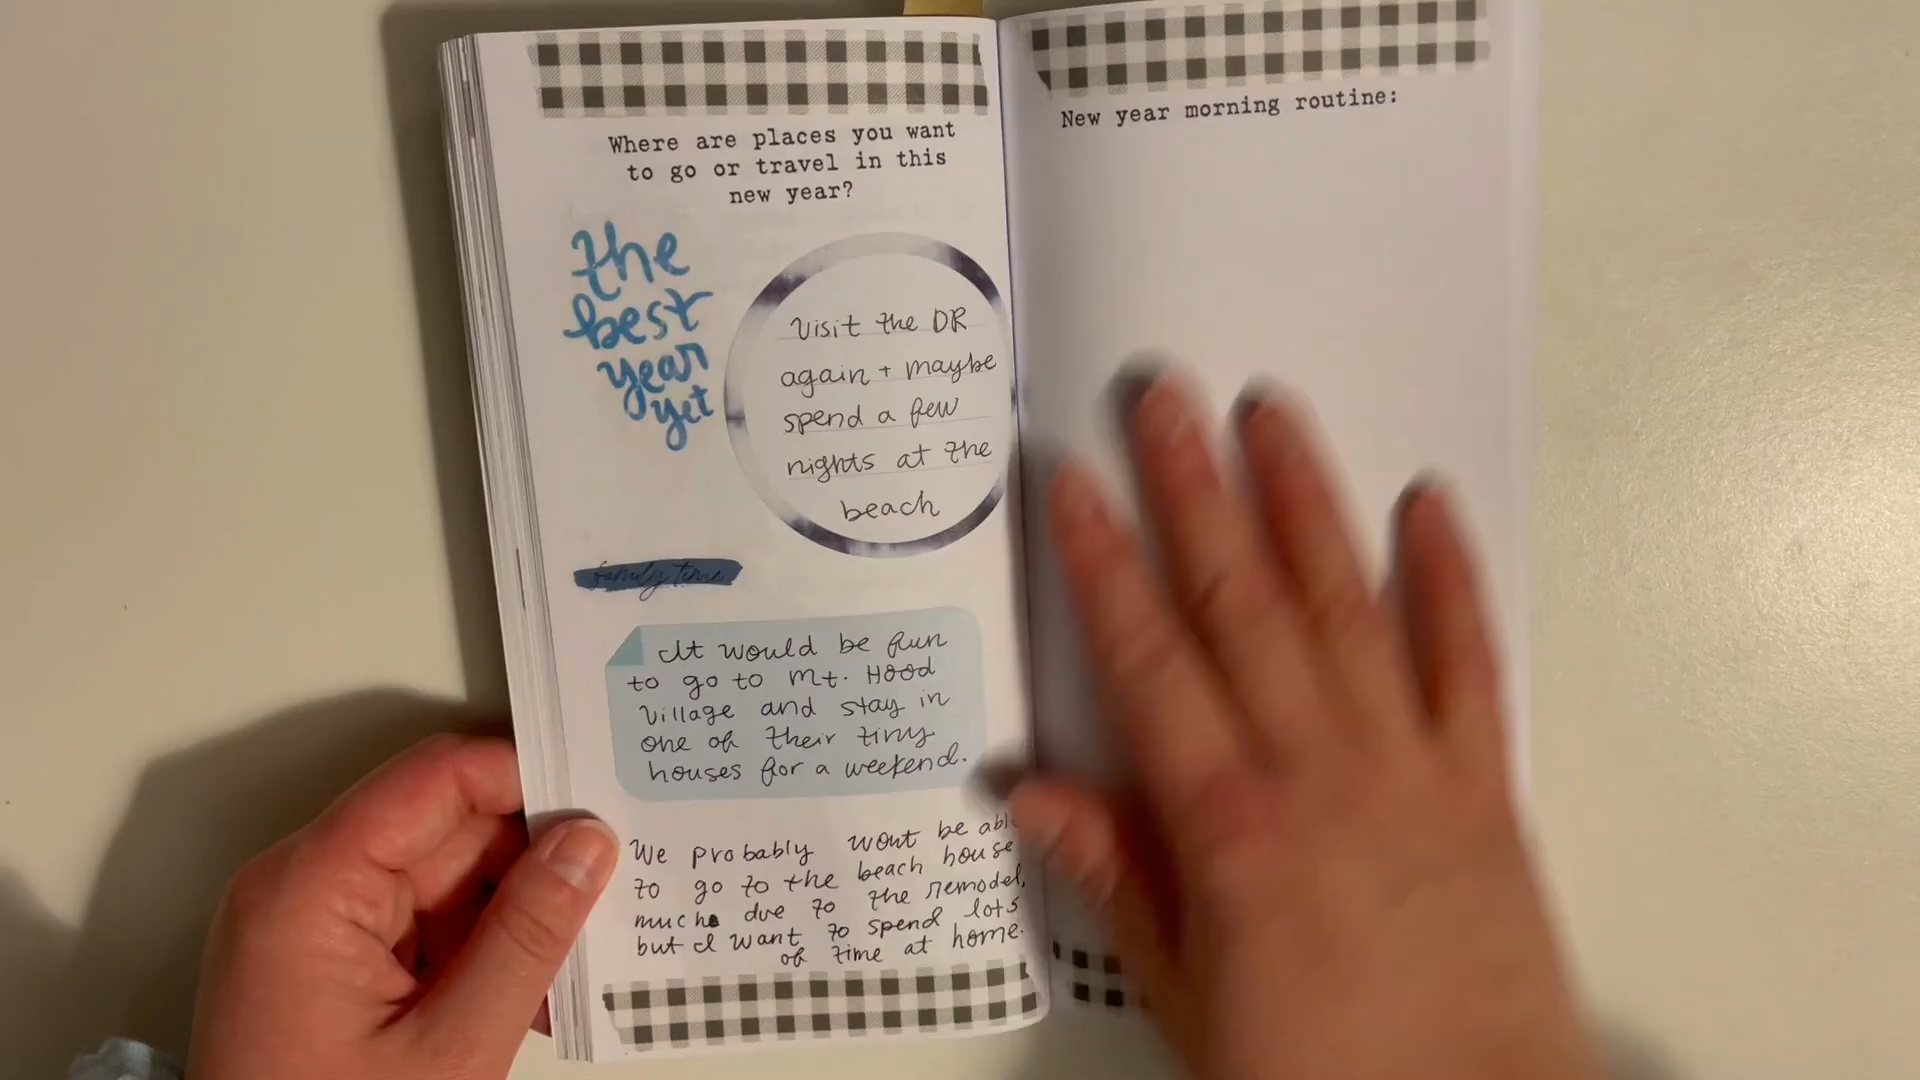 Where are places you want
to go or travel in this
new year?
the
best
year
yet
Visit the DR
again + maybe
spend a few
nights at the
beach
family time
It would be fun
to go to Mt. Hood
Village and stay in
one of their tiny
houses for a weekend.
We probably wont be able
to go to the beach house
much due to the remodel,
but I want to spend lots
of time at home.
New year morning routine: